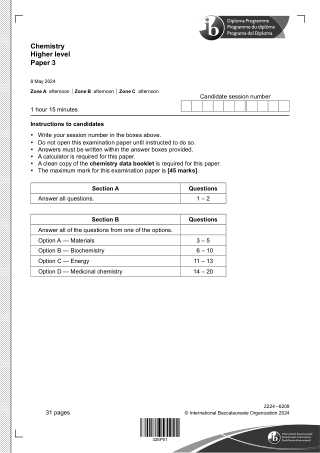 Diploma Programme
Programme du diplôme
Programa del Diploma
Chemistry
Higher level
Paper 3
9 May 2024
Zone A afternoon | Zone B afternoon | Zone C afternoon
Candidate session number
1 hour 15 minutes
Instructions to candidates
• Write your session number in the boxes above.
• Do not open this examination paper until instructed to do so.
• Answers must be written within the answer boxes provided.
• A calculator is required for this paper.
• A clean copy of the chemistry data booklet is required for this paper.
• The maximum mark for this examination paper is [45 marks].
Section A Questions
Answer all questions. 1 – 2
Section B Questions
Answer all of the questions from one of the options.
Option A — Materials 3 – 5
Option B — Biochemistry 6 – 10
Option C — Energy 11 – 13
Option D — Medicinal chemistry 14 – 20
31 pages
2224 – 6209
© International Baccalaureate Organization 2024
32EP01